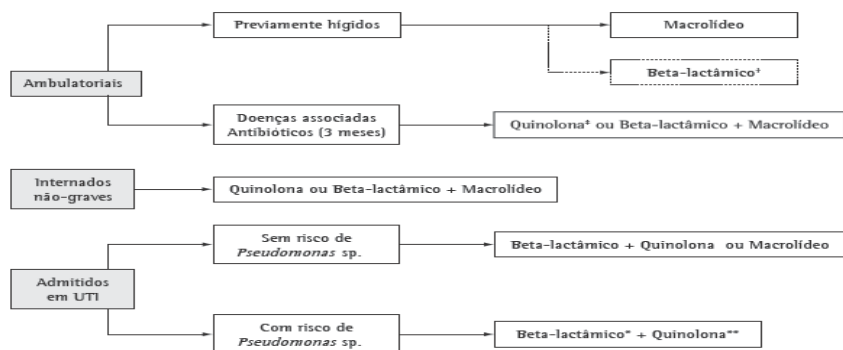 Previamente hígidos
Macrolídeo
Ambulatoriais
Beta-lactâmico†
Doenças associadas
Antibióticos (3 meses)
Quinolona‡ ou Beta-lactâmico + Macrolídeo
Internados
não-graves
Quinolona ou Beta-lactâmico + Macrolídeo
Sem risco de
Pseudomonas sp.
Beta-lactâmico + Quinolona ou Macrolídeo
Admitidos
em UTI
Com risco de
Pseudomonas sp.
Beta-lactâmico* + Quinolona**